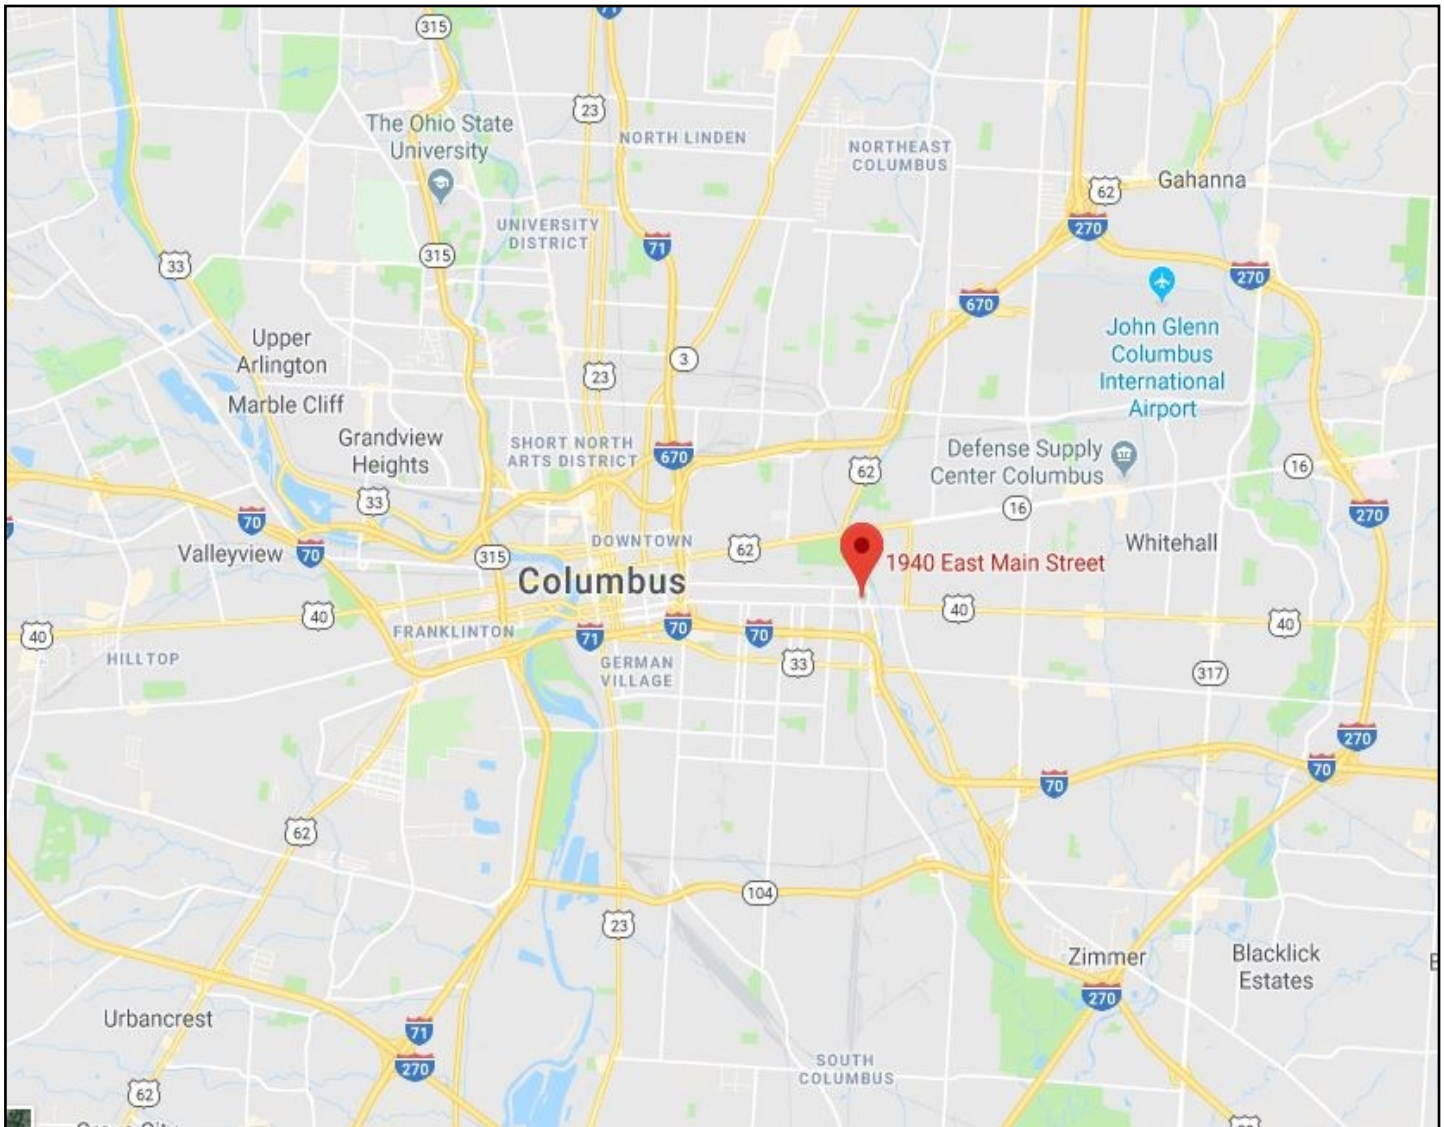 71
315
The Ohio State
University
23
NORTH LINDEN
NORTHEAST
COLUMBUS
62
Gahanna
270
UNIVERSITY
DISTRICT
71
315
33
270
670
John Glenn
Columbus
International
Airport
Upper
Arlington
3
23
Marble Cliff
Grandview
Heights
SHORT NORTH
ARTS DISTRICT
670
62
Defense Supply
Center Columbus
16
33
16
70
270
70
Valleyview
315
DOWNTOWN
62
Whitehall
1940 East Main Street
Columbus
40
40
40
40
FRANKLINTON
71
70
70
HILLTOP
GERMAN
VILLAGE
33
317
270
70
70
62
104
23
Zimmer
Blacklick
Estates
270
Urbancrest
71
270
SOUTH
COLUMBUS
62